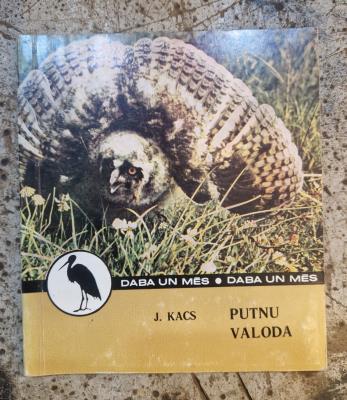 DABA UN MĒS • DABA UN MĒS
J. KACS
PUTNU
VALODA